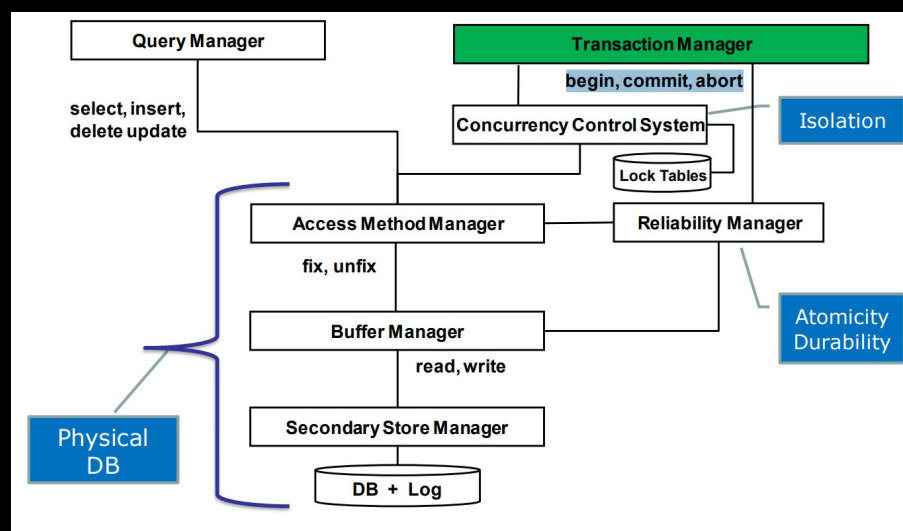 Query Manager
Transaction Manager
begin, commit, abort
select, insert,
delete update
Concurrency Control System
Isolation
Lock Tables
Access Method Manager
Reliability Manager
fix, unfix
Atomicity
Durability
Buffer Manager
read, write
Secondary Store Manager
Physical
DB
DB + Log